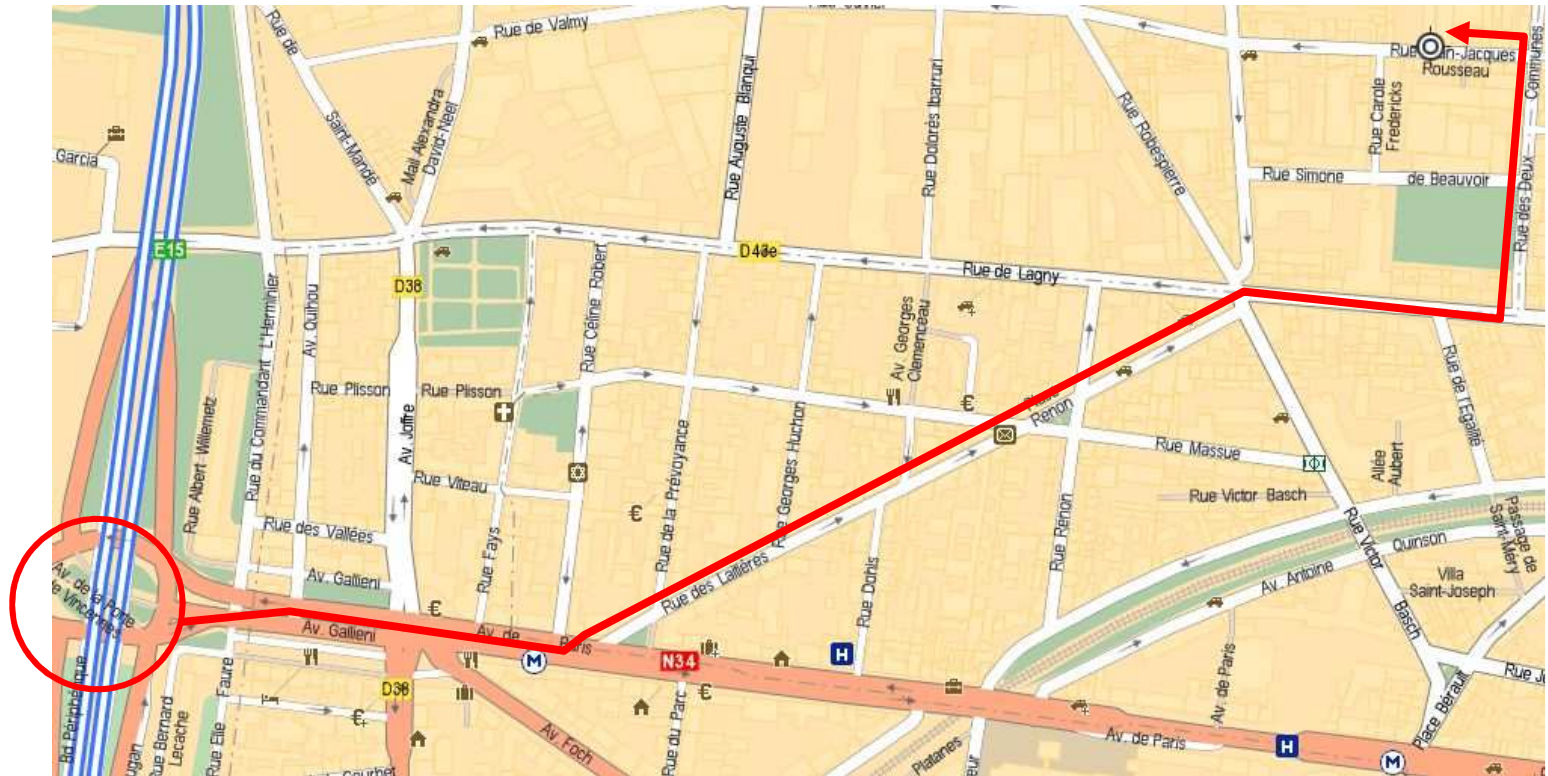 Rue de Valmy
Rue de
Saint-Mandé
Mail Alexandra
David-Neel
Rue Auguste Blanqui
Rue Dolorès Ibarruri
Rue Robespierre
Rousseau
Communes
Rue Carole
Fredericks
Garcia
Rue Simone
de Beauvoir
Rue des Deux
E15
D43e
Rue de Lagny
D38
Rue du Commandant L'Herminier
Av. Quihou
Rue Céline Robert
Av. Georges
Clemenceau
Rue Plisson
Rue Plisson
Rue de l'Egalité
Rue Albert Willemetz
Av. Joffre
Renon
Rue Massue
Allée
Aubert
Rue Viteau
Rue de la Prévoyance
Rue Georges Huchon
Rue Victor Basch
Rue des Vallées
Rue Fays
Rue Renon
Rue Victor
Basch
Quinson
Passage de
Saint-Méry
Av. de la Porte
de Vincennes
Av. Gallieni
Rue des Laitières
Rue Dohis
Av. Antoine
Villa
Saint-Joseph
Av. Gallieni
Av. de
Paris
M
N34
H
Bd Périphérique
Rue Bernard
Lecache
Rue Elie Faure
D38
Av. Foch
Rue du Parc
Av. de Paris
Place Bérault
Platanes
Av. de Paris
H
M